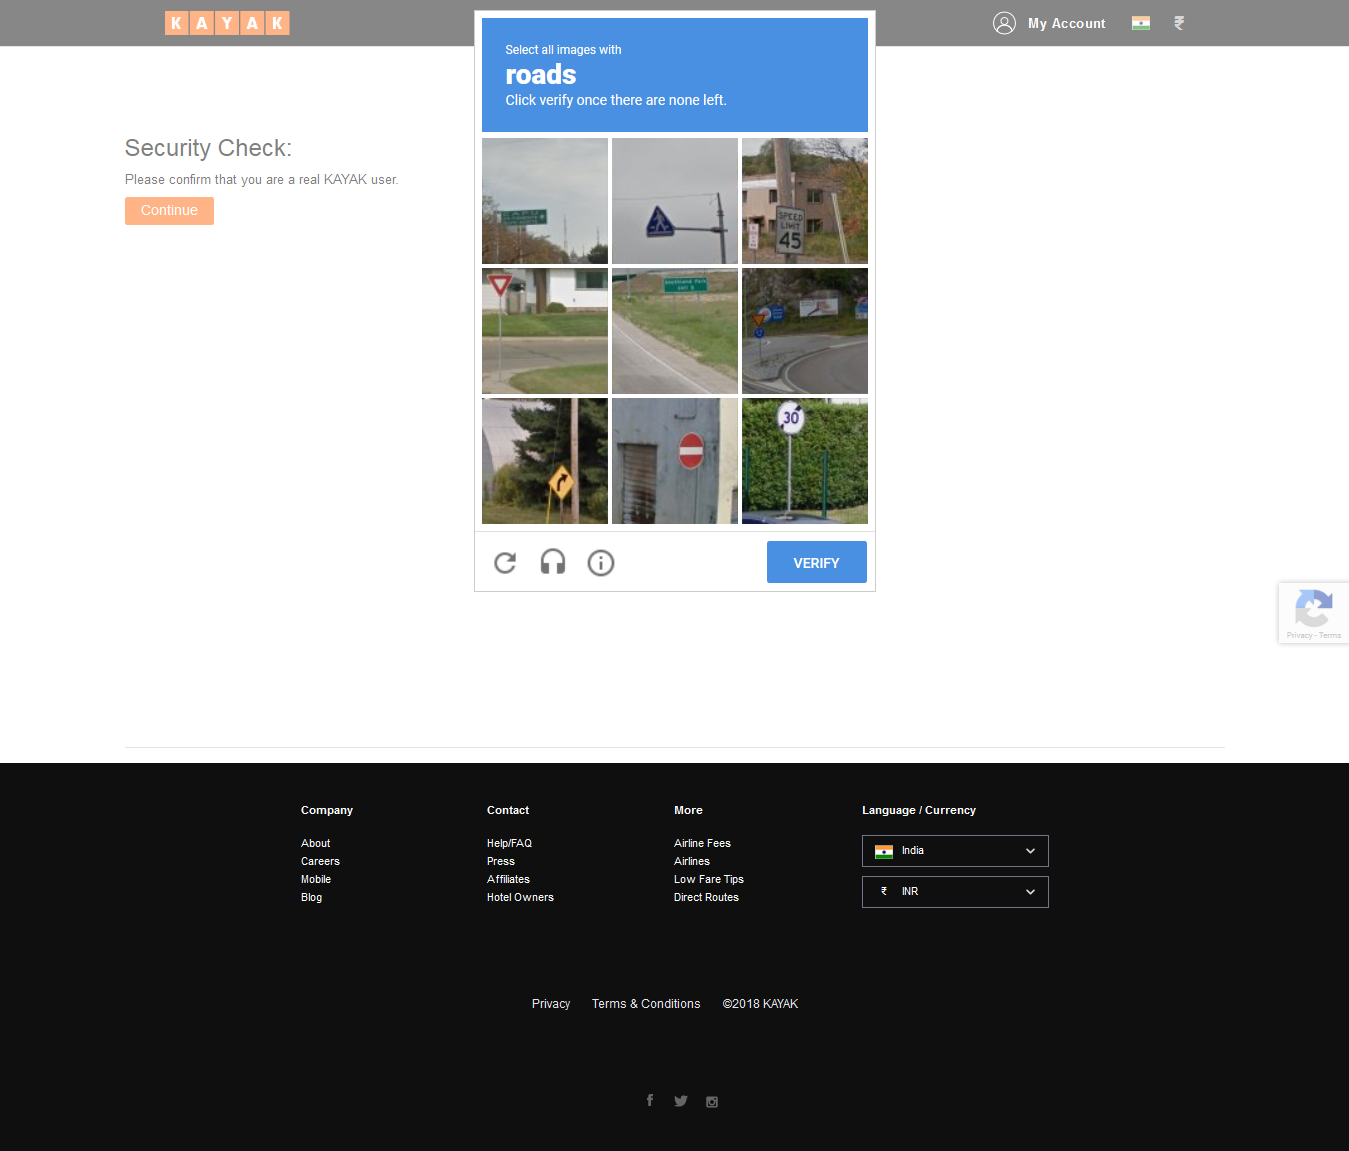 KAYAK
My Account
₹
Select all images with
roads
Click verify once there are none left.
Security Check:
Please confirm that you are a real KAYAK user.
Continue
SPEED
LIMIT
45
30
VERIFY
Privacy - Terms
Company
Contact
More
Language / Currency
About
Help/FAQ
Airline Fees
India
Careers
Press
Airlines
Mobile
Affiliates
Low Fare Tips
₹ INR
Blog
Hotel Owners
Direct Routes
Privacy
Terms & Conditions
©2018 KAYAK